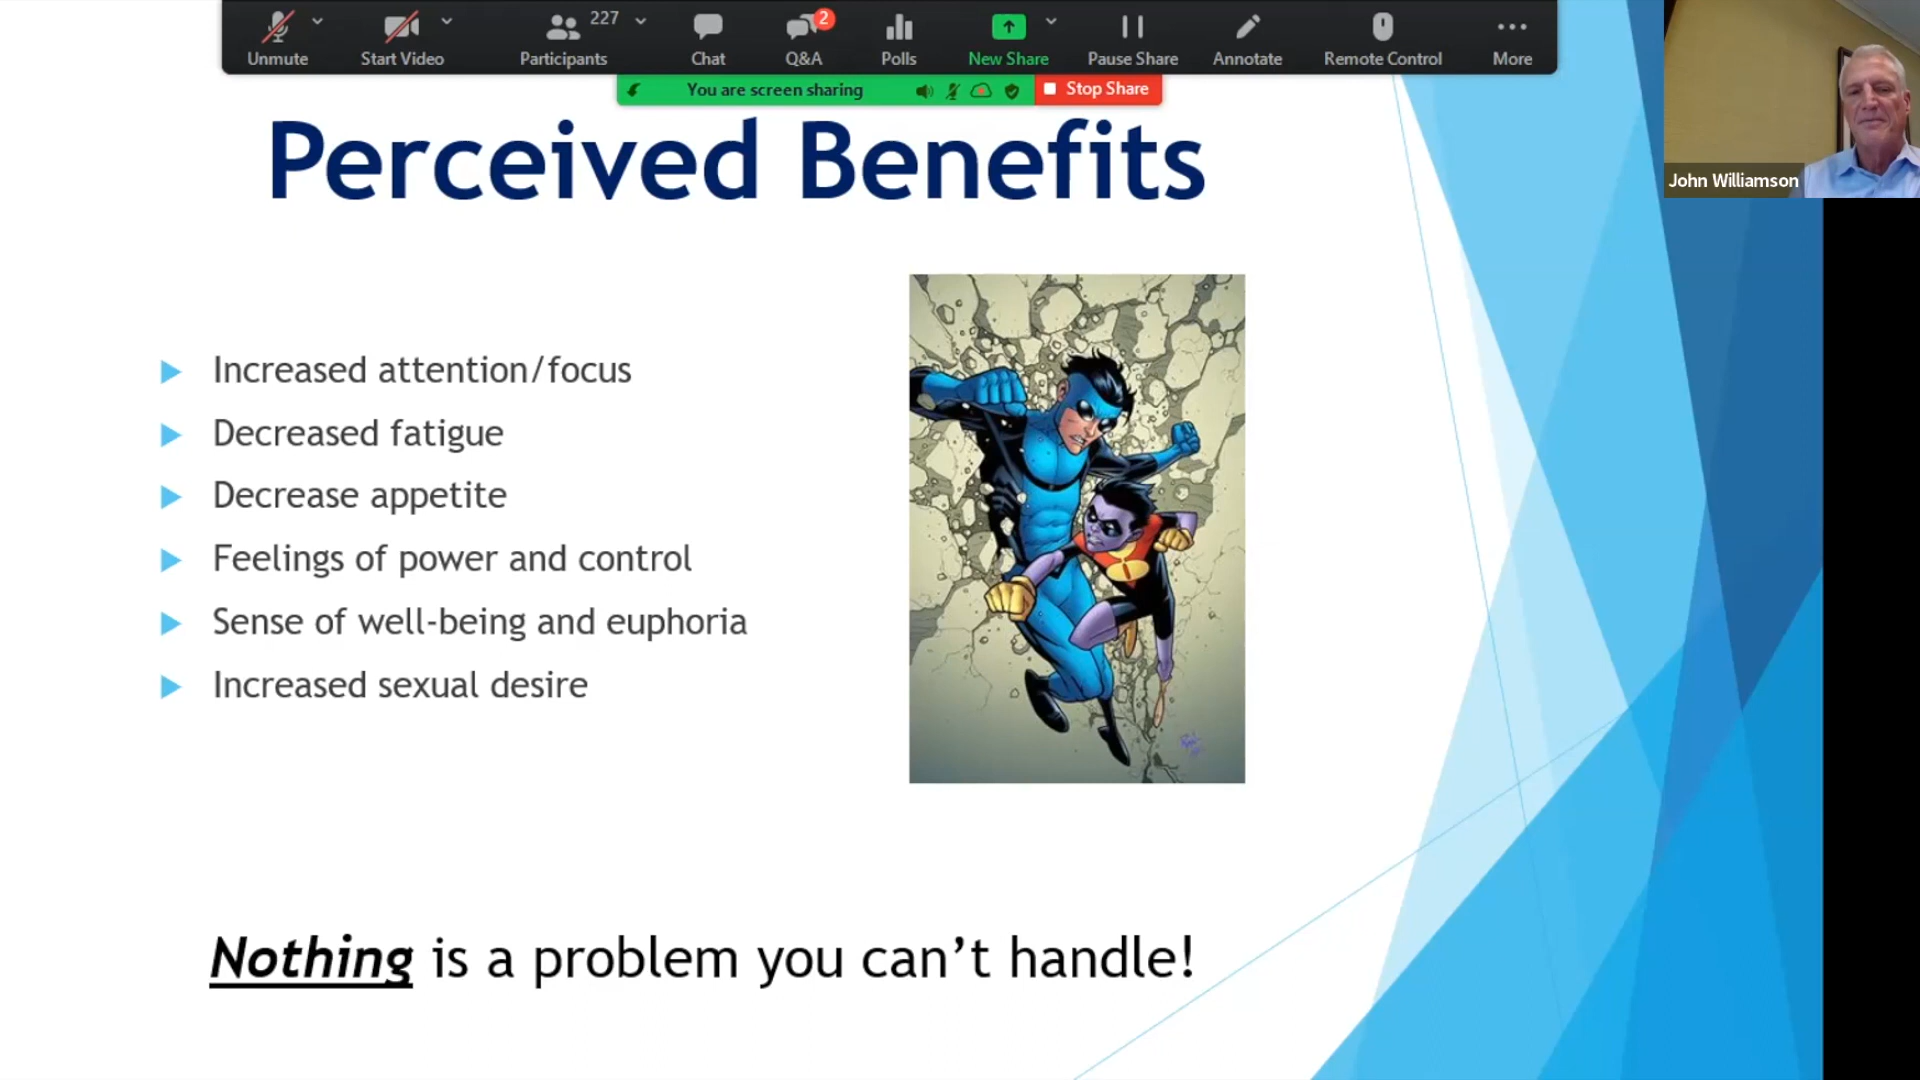 Unmute
Start Video
227
Participants
Chat
2
Q&A
Polls
New Share
Pause Share
Annotate
Remote Control
More
You are screen sharing
Stop Share
John Williamson
Perceived Benefits
Increased attention/focus
Decreased fatigue
Decrease appetite
Feelings of power and control
Sense of well-being and euphoria
Increased sexual desire
Nothing is a problem you can’t handle!